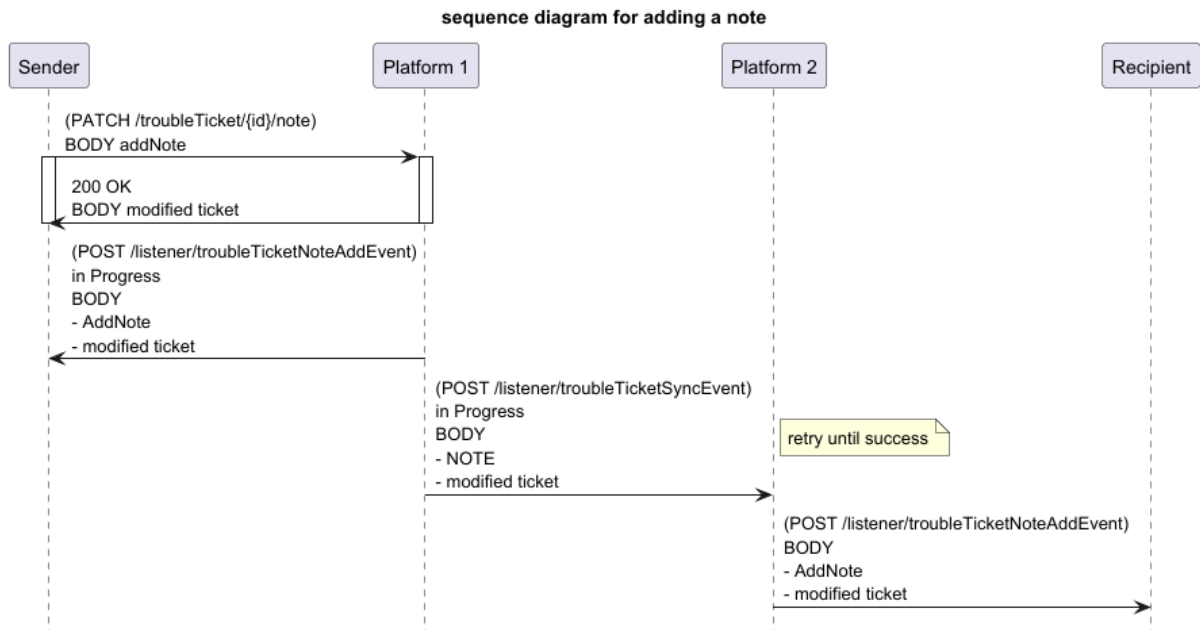 sequence diagram for adding a note
Sender
Platform 1
Platform 2
Recipient
(PATCH /troubleTicket/{id}/note)
BODY addNote
200 OK
BODY modified ticket
(POST /listener/troubleTicketNoteAddEvent)
in Progress
BODY
- AddNote
- modified ticket
(POST /listener/troubleTicketSyncEvent)
in Progress
BODY
- NOTE
- modified ticket
retry until success
(POST /listener/troubleTicketNoteAddEvent)
BODY
- AddNote
- modified ticket